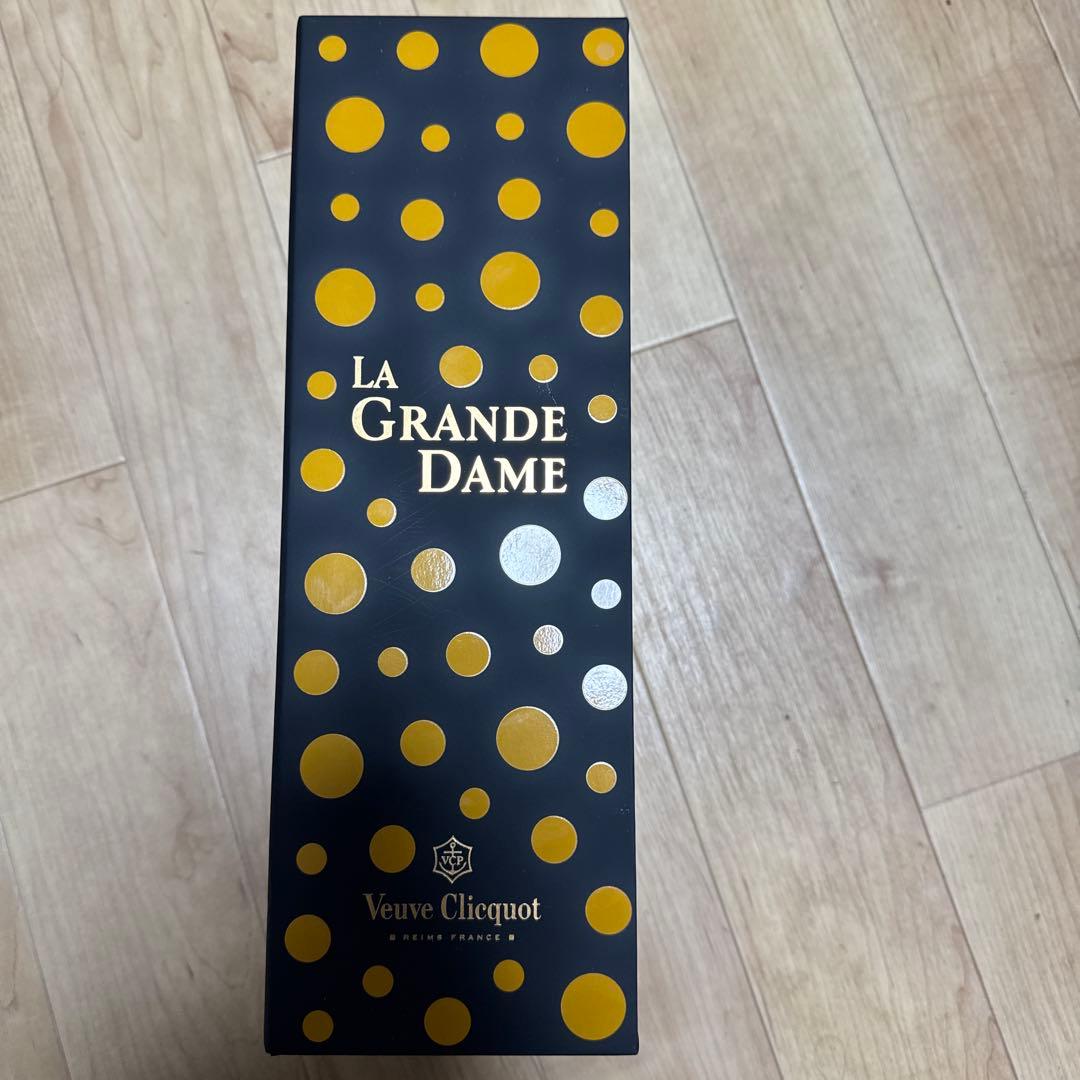 LA
GRANDE
DAME
VCP
Veuve Clicquot
REIMS FRANCE